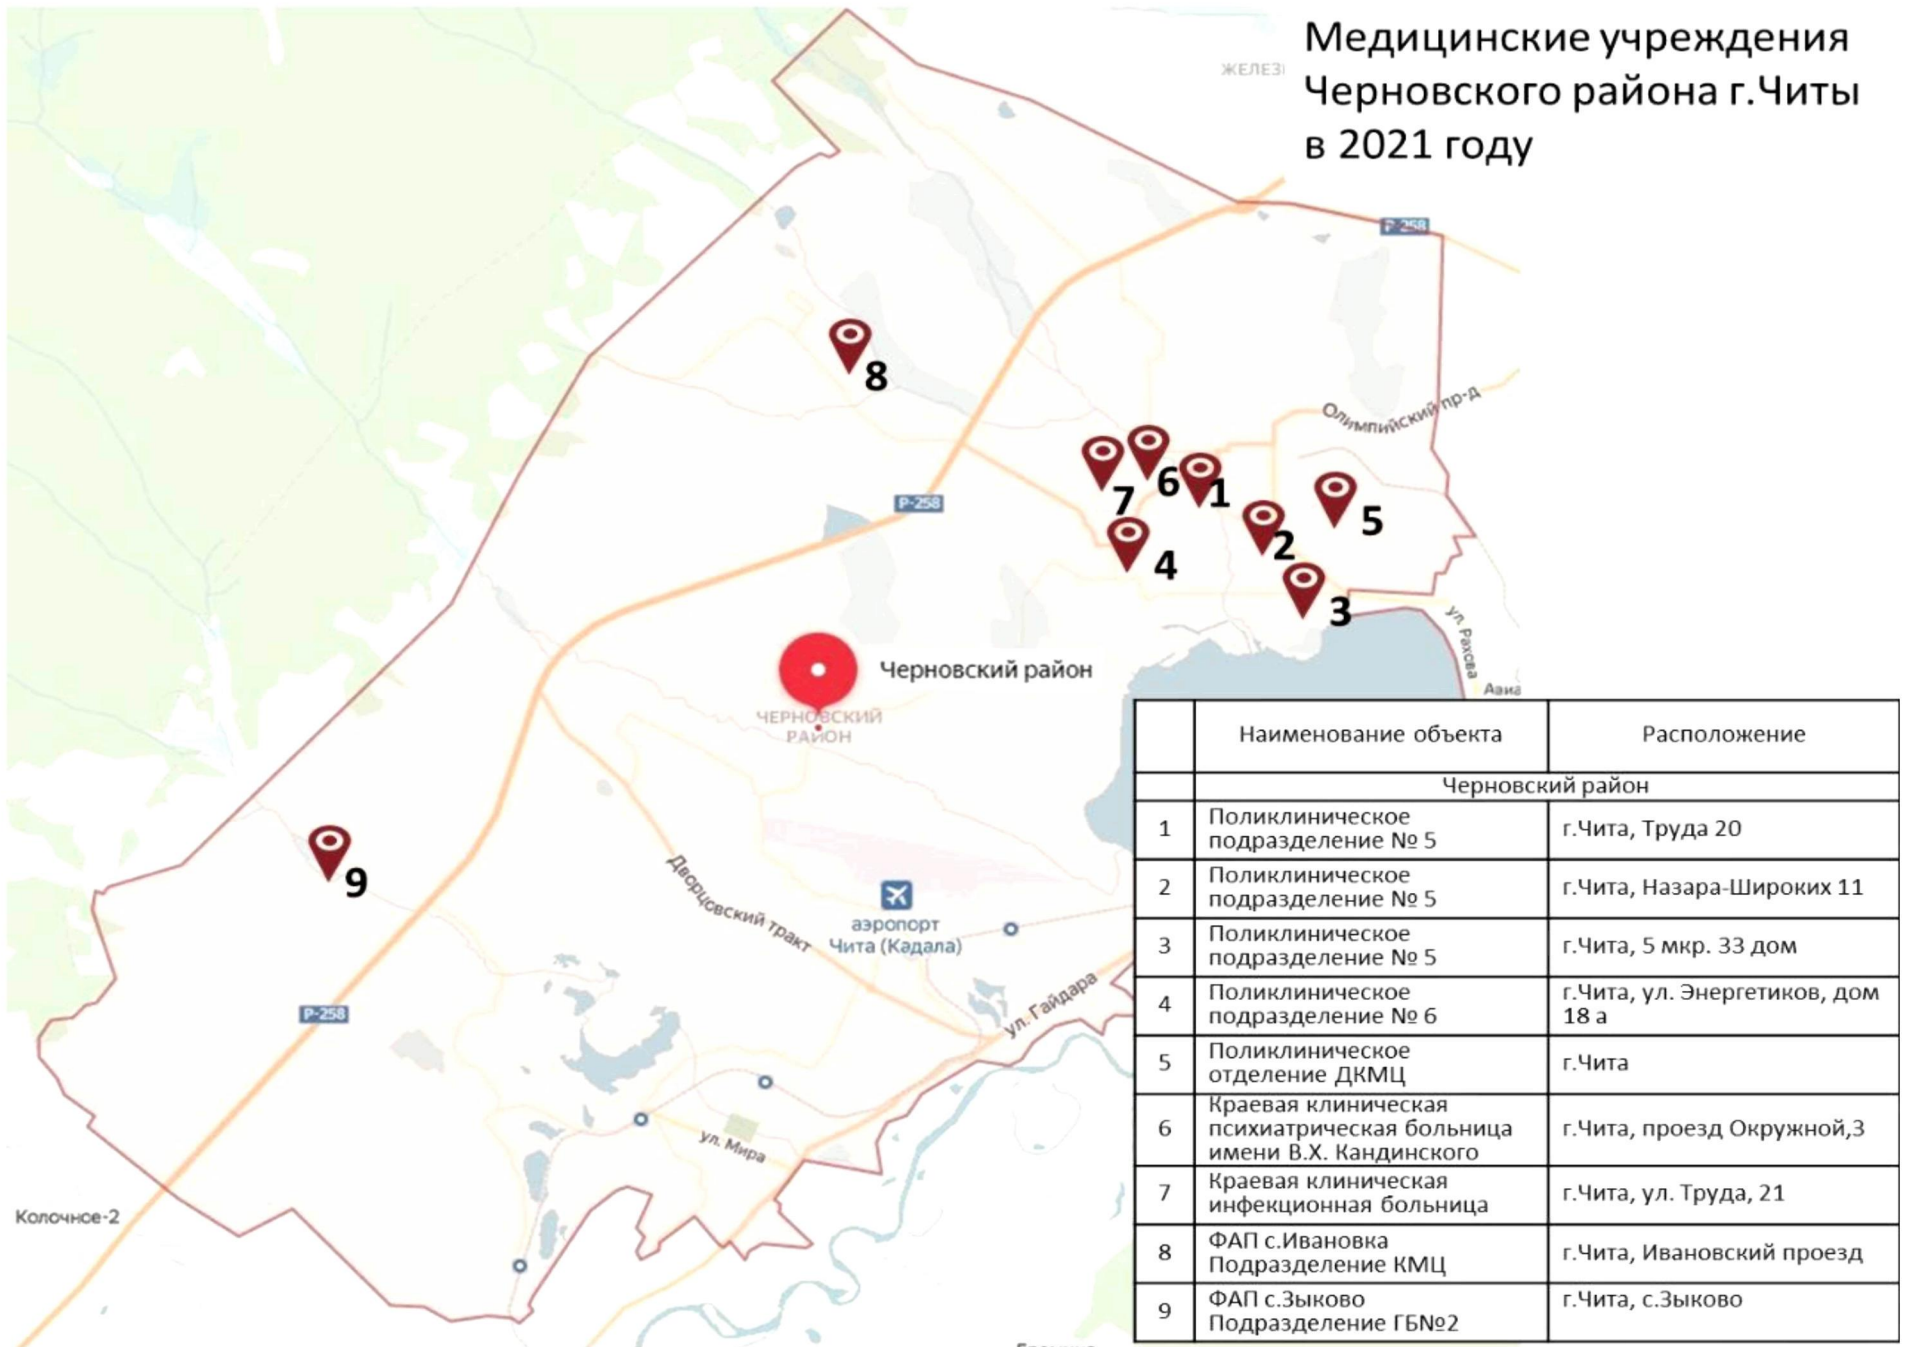 Медицинские учреждения
Черновского района г.Читы
в 2021 году
ЖЕЛЕЗ
Р-258
8
Олимпийский пр-д
7
6
1
2
5
4
3
Р-258
ул. Рахова
Черновский район
ЧЕРНОВСКИЙ
РАЙОН
Авиа
9
Дворцовский тракт
аэропорт
Чита (Кадала)
ул. Гайдара
Р-258
ул. Мира
Колочное-2
Наименование объекта Расположение
Черновский район
1 Поликлиническое
подразделение № 5 г.Чита, Труда 20
2 Поликлиническое
подразделение № 5 г.Чита, Назара-Широких 11
3 Поликлиническое
подразделение № 5 г.Чита, 5 мкр. 33 дом
4 Поликлиническое
подразделение № 6 г.Чита, ул. Энергетиков, дом
18 а
5 Поликлиническое
отделение ДКМЦ г.Чита
6 Краевая клиническая
психиатрическая больница
имени В.Х. Кандинского г.Чита, проезд Окружной,3
7 Краевая клиническая
инфекционная больница г.Чита, ул. Труда, 21
8 ФАП с.Ивановка
Подразделение КМЦ г.Чита, Ивановский проезд
9 ФАП с.Зыково
Подразделение ГБ№2 г.Чита, с.Зыково